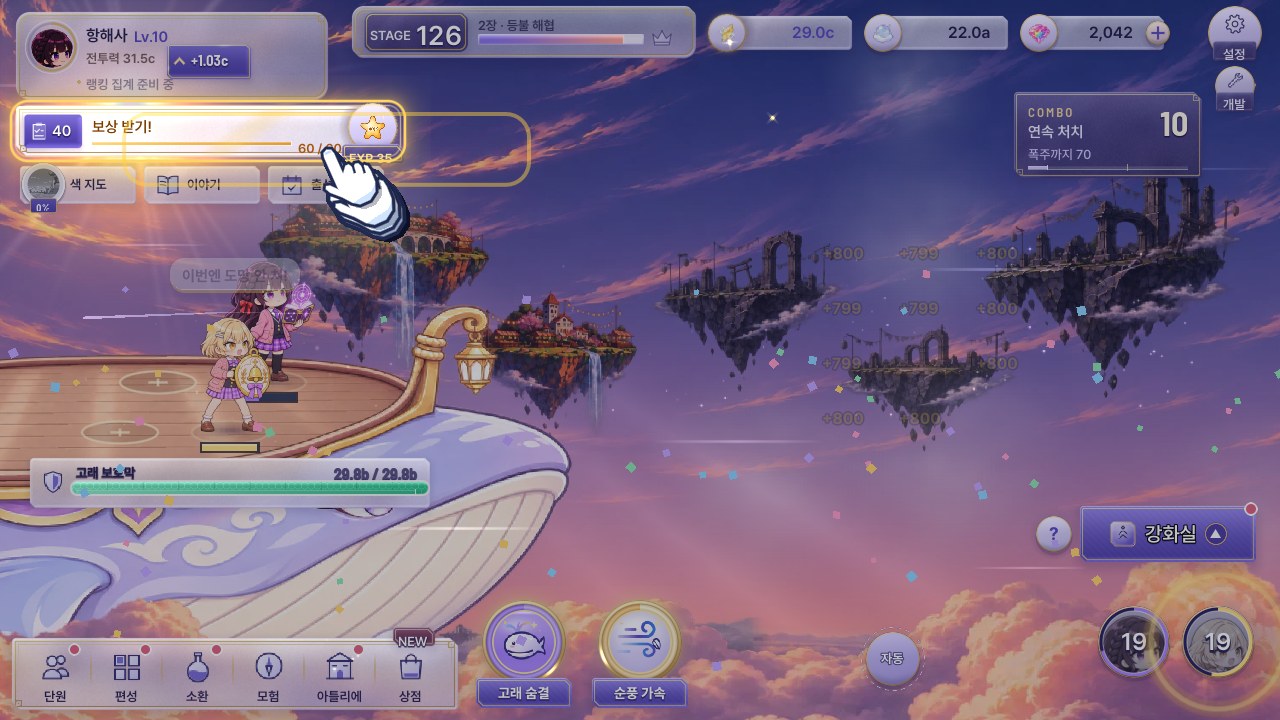 항해사 Lv.10
전투력 31.5c
+1.03c
* 랭킹 집계 준비 중
STAGE 126
2장 · 등불 해협
29.0c
22.0a
2,042
설정
개발
40
보상 받기!
EXP 35
색 지도
0%
이야기
COMBO
연속 처치
10
폭주까지 70
+800 +799 +800
+799 +799 +800
+799 +800
+800 +800
고래 보호막
29.8b / 29.8b
?
강화실
NEW
단원
편성
소환
모험
아틀리에
상점
고래 숨결
순풍 가속
자동
19
19